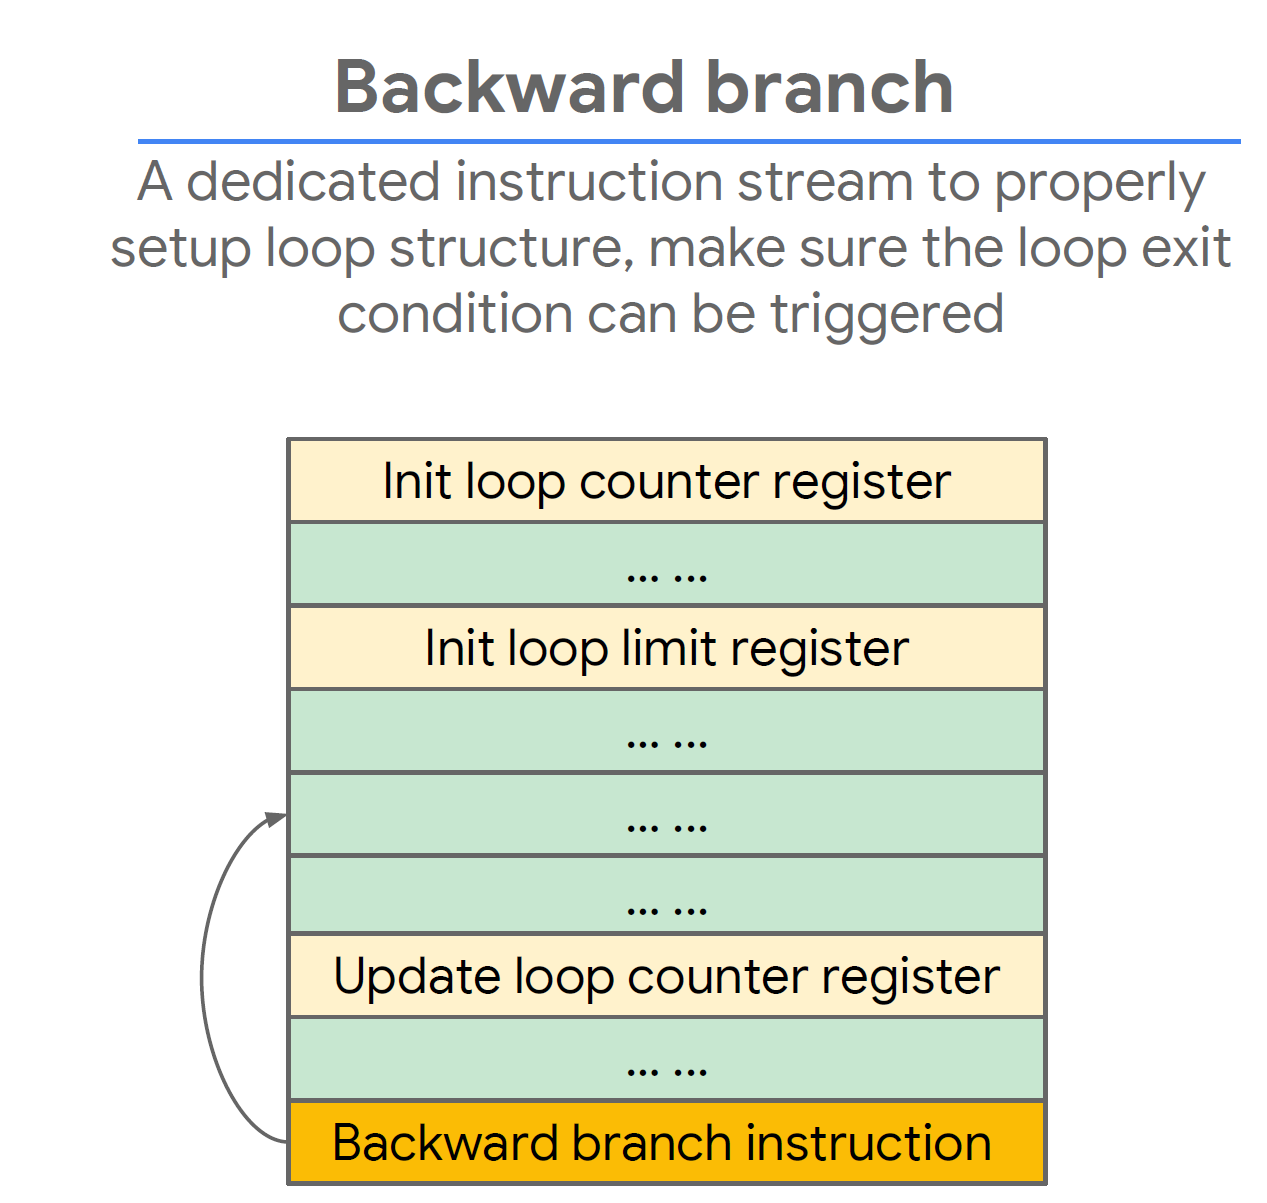 Backward branch
A dedicated instruction stream to properly
setup loop structure, make sure the loop exit
condition can be triggered
Init loop counter register
... ...
Init loop limit register
... ...
... ...
... ...
Update loop counter register
... ...
Backward branch instruction